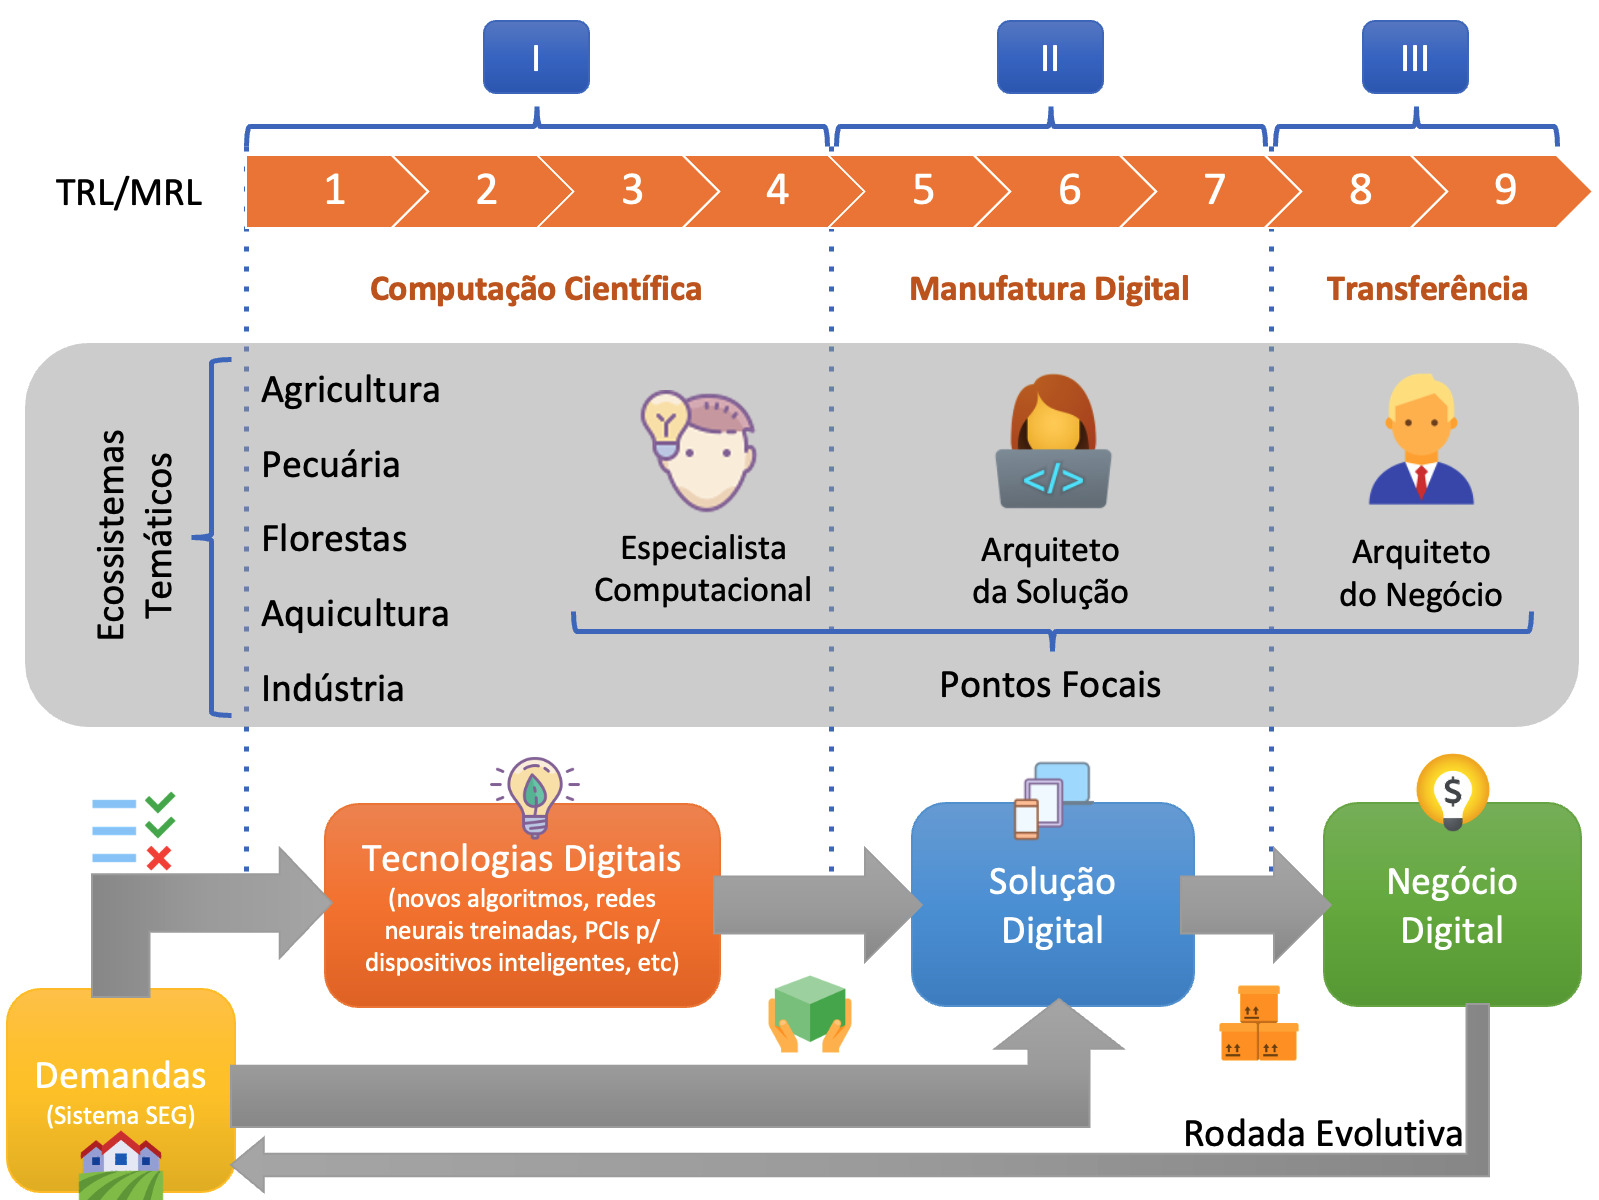 I
II
III
TRL/MRL
1
2
3
4
5
6
7
8
9
Computação Científica
Manufatura Digital
Transferência
Ecossistemas
Temáticos
Agricultura
Pecuária
Florestas
Aquicultura
Indústria
Especialista
Computacional
</>
Arquiteto
da Solução
Arquiteto
do Negócio
Pontos Focais
Tecnologias Digitais
(novos algoritmos, redes
neurais treinadas, PCIs p/
dispositivos inteligentes, etc)
Solução
Digital
$
Negócio
Digital
Demandas
(Sistema SEG)
Rodada Evolutiva